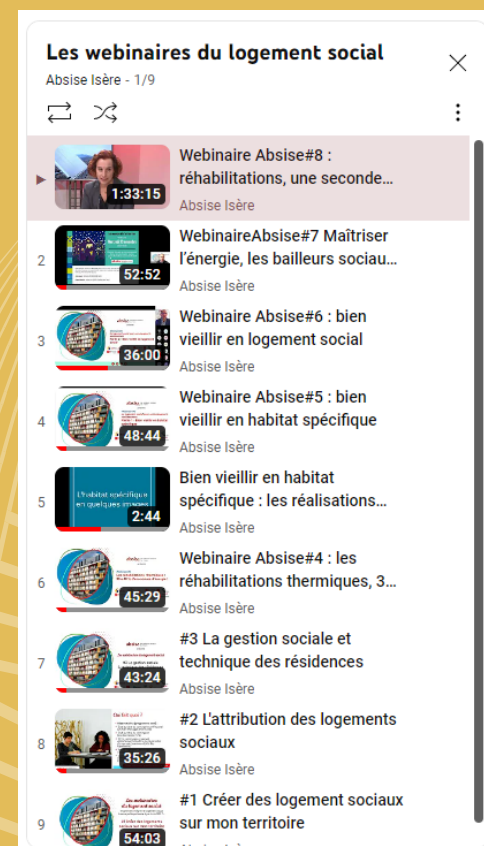 Les webinaires du logement social
Absise Isère - 1/9
Webinaire Absise#8 :
réhabilitations, une seconde...
Absise Isère
1:33:15
2
WebinaireAbsise#7 Maîtriser
l'énergie, les bailleurs sociau...
Absise Isère
52:52
3
Webinaire Absise#6 : bien
vieillir en logement social
Absise Isère
36:00
4
Webinaire Absise#5 : bien
vieillir en habitat spécifique
Absise Isère
48:44
5
L'habitat spécifique
en quelques images
2:44
Bien vieillir en habitat
spécifique : les réalisations...
Absise Isère
6
Webinaire Absise#4 : les
réhabilitations thermiques, 3...
Absise Isère
45:29
7
#3 La gestion sociale et
technique des résidences
Absise Isère
43:24
8
#2 L'attribution des logements
sociaux
Absise Isère
35:26
9
#1 Créer des logement sociaux
sur mon territoire
54:03